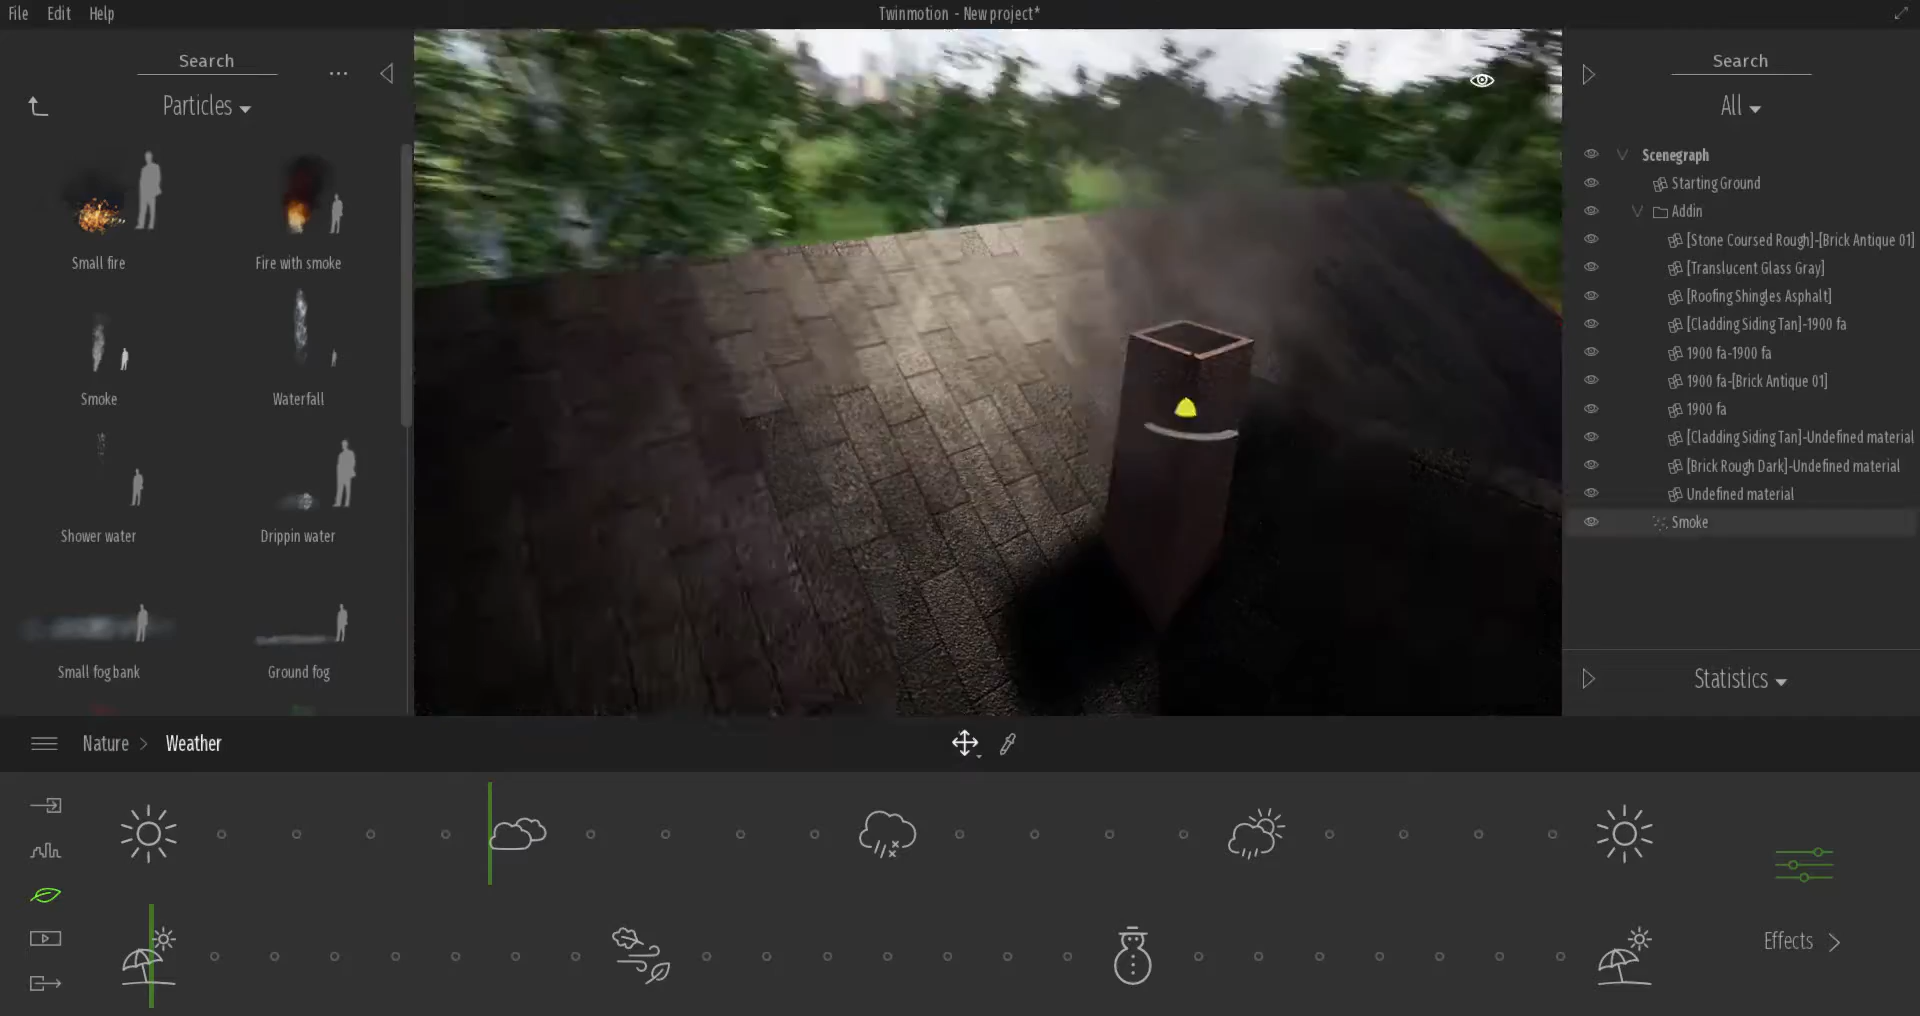 File Edit Help
Twinmotion - New project*
Search
Particles
Small fire
Fire with smoke
Smoke
Waterfall
Shower water
Drippin water
Small fog bank
Ground fog
Search
All
Scenegraph
Starting Ground
Addin
[Stone Coursed Rough]-[Brick Antique 01]
[Translucent Glass Gray]
[Roofing Shingles Asphalt]
[Cladding Siding Tan]-1900 fa
1900 fa-1900 fa
1900 fa-[Brick Antique 01]
1900 fa
[Cladding Siding Tan]-Undefined material
[Brick Rough Dark]-Undefined material
Undefined material
Smoke
Statistics
Nature > Weather
Effects